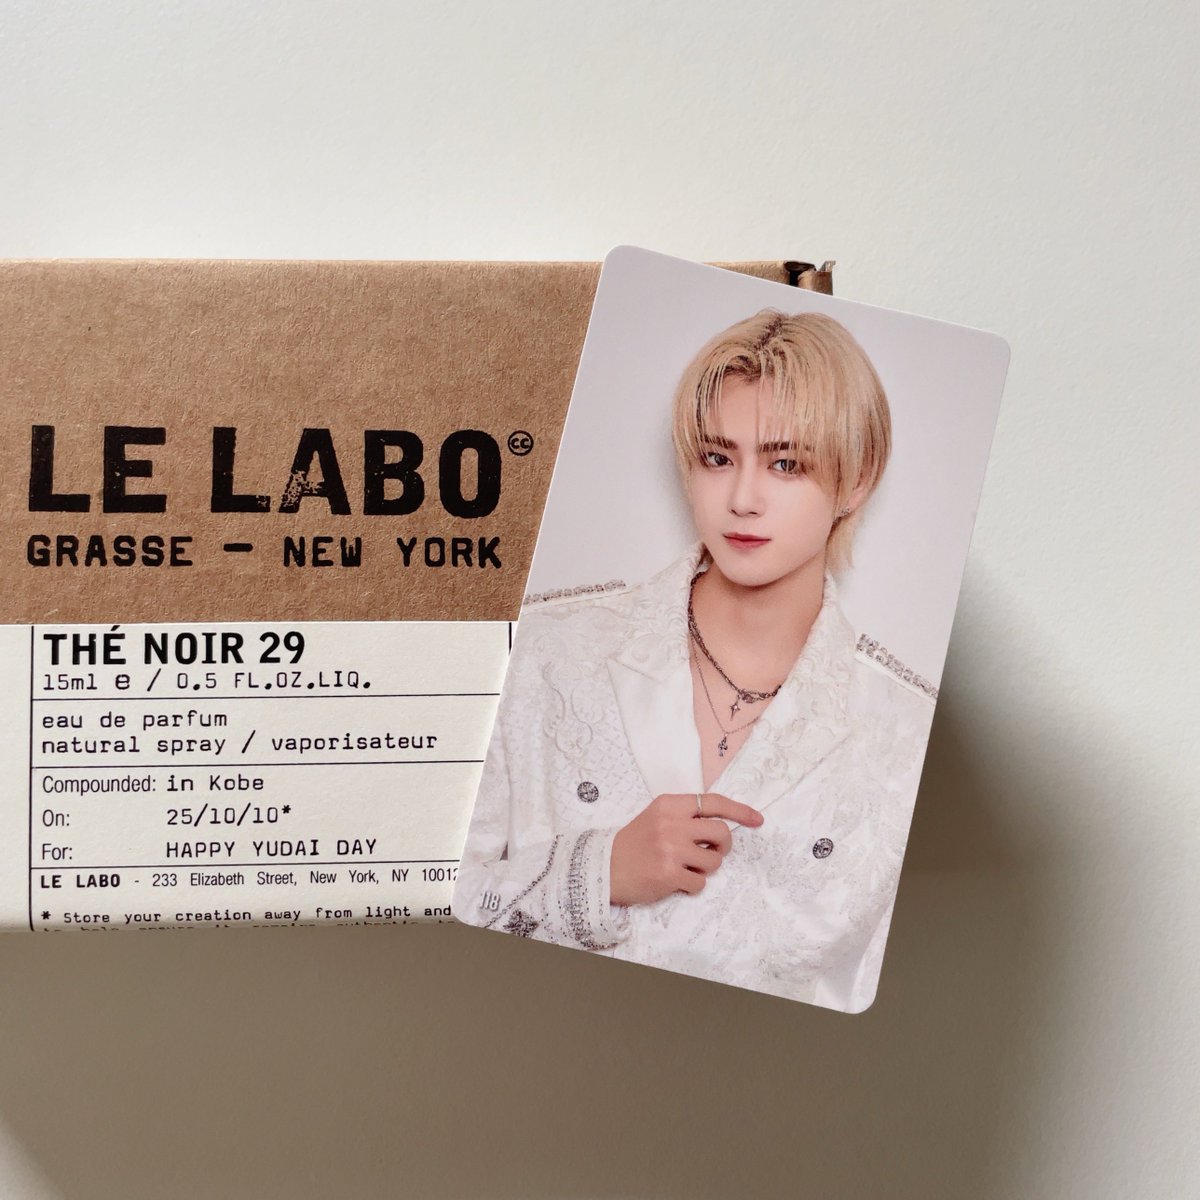 LE LABO
GRASSE — NEW YORK
THÉ NOIR 29
15ml e / 0.5 FL.OZ.LIQ.
eau de parfum
natural spray / vaporisateur
Compounded: in Kobe
On: 25/10/10*
For: HAPPY YUDAI DAY
LE LABO - 233 Elizabeth Street, New York, NY 10012
* Store your creation away from light and
118